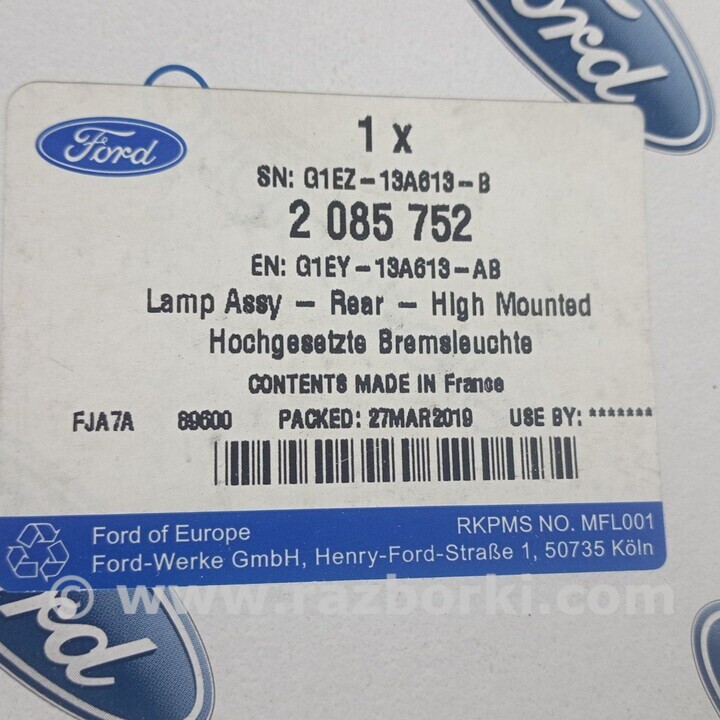 Ford
1 x
Ford
SN: G1EZ-13A613-B
2 085 752
EN: G1EY-13A613-AB
Lamp Assy - Rear - High Mounted
Hochgesetzte Bremsleuchte
CONTENTS MADE IN France
FJA7A 89600 PACKED: 27MAR2019 USE BY: *******
Ford of Europe RKPMS NO. MFL001
Ford-Werke GmbH, Henry-Ford-Straße 1, 50735 Köln
© www.razborki.com
Ford